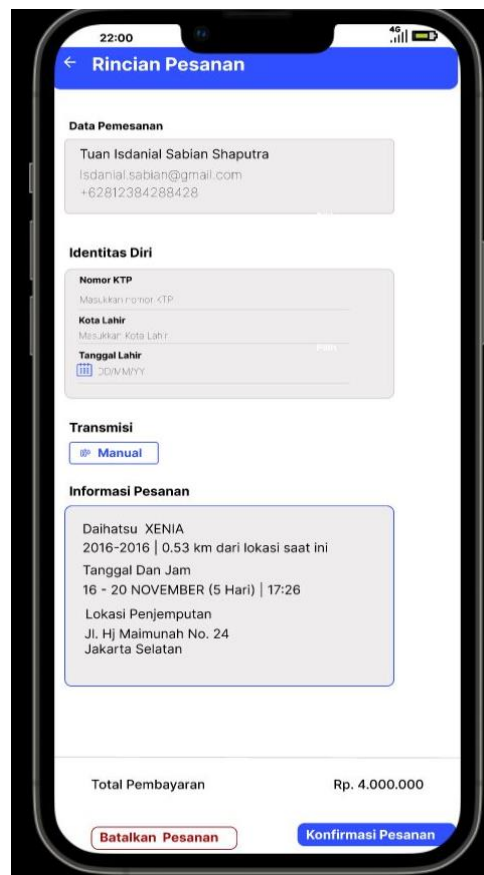 22:00
4G
Rincian Pesanan
Data Pemesanan
Tuan Isdanial Sabian Shaputra
Isdanial.sabian@gmail.com
+62812384288428
Identitas Diri
Nomor KTP
Masukkan nomor KTP
Kota Lahir
Masukkan Kota Lahir
Tanggal Lahir
DD/MM/YY
Transmisi
Manual
Informasi Pesanan
Daihatsu XENIA
2016-2016 | 0.53 km dari lokasi saat ini
Tanggal Dan Jam
16 - 20 NOVEMBER (5 Hari) | 17:26
Lokasi Penjemputan
Jl. Hj Maimunah No. 24
Jakarta Selatan
Total Pembayaran Rp. 4.000.000
Batalkan Pesanan Konfirmasi Pesanan